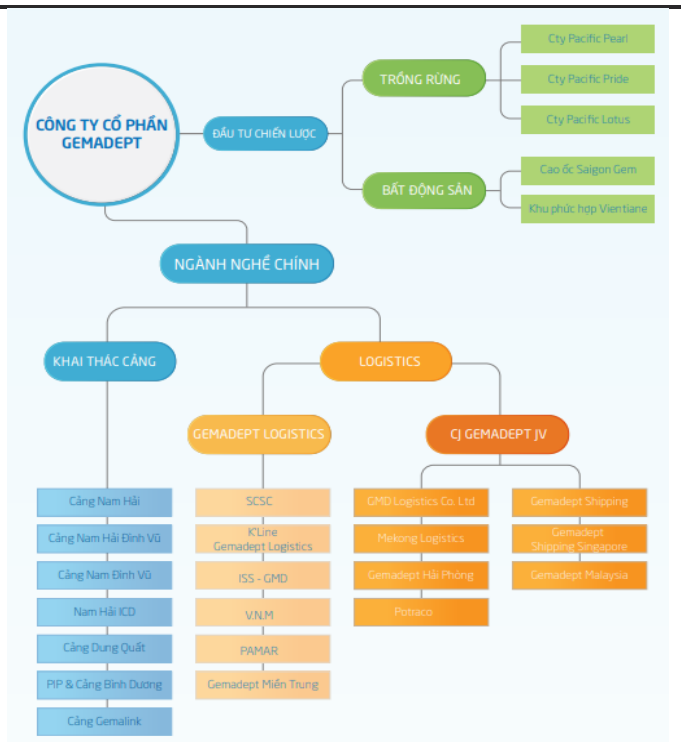 CÔNG TY CỔ PHẦN
GEMADEPT
ĐẦU TƯ CHIẾN LƯỢC
TRỒNG RỪNG
Cty Pacific Pearl
Cty Pacific Pride
Cty Pacific Lotus
BẤT ĐỘNG SẢN
Cao ốc Saigon Gem
Khu phức hợp Vientiane
NGÀNH NGHỀ CHÍNH
KHAI THÁC CẢNG
Cảng Nam Hải
Cảng Nam Hải Đình Vũ
Cảng Nam Đình Vũ
Nam Hải ICD
Cảng Dung Quất
PIP & Cảng Bình Dương
Cảng Gemalink
LOGISTICS
GEMADEPT LOGISTICS
SCSC
K'Line
Gemadept Logistics
ISS - GMD
V.N.M
PAMAR
Gemadept Miền Trung
CJ GEMADEPT JV
GMD Logistics Co. Ltd
Mekong Logistics
Gemadept Hải Phòng
Potraco
Gemadept Shipping
Gemadept
Shipping Singapore
Gemadept Malaysia